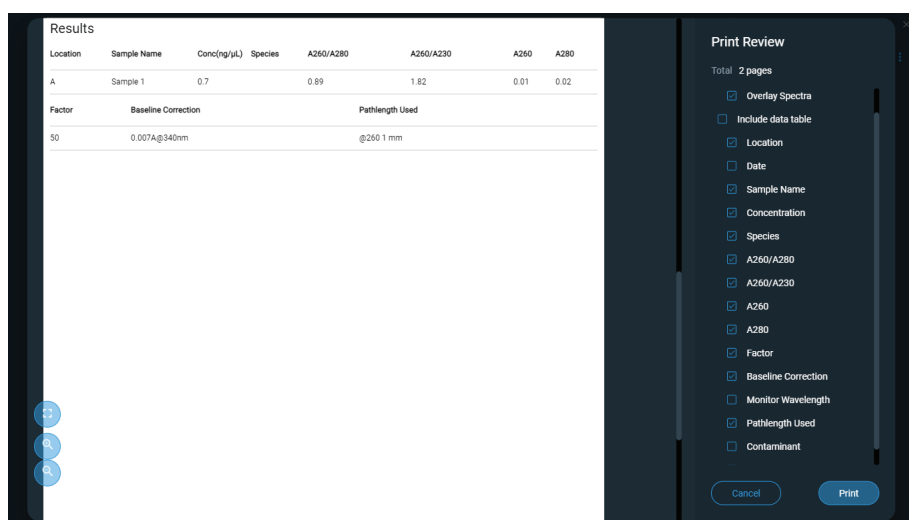 Results
Location Sample Name Conc(ng/µL) Species A260/A280 A260/A230 A260 A280
A Sample 1 0.7 0.89 1.82 0.01 0.02
Factor Baseline Correction Pathlength Used
50 0.007A@340nm @260 1 mm
Print Review
Total 2 pages
Overlay Spectra
Include data table
Location
Date
Sample Name
Concentration
Species
A260/A280
A260/A230
A260
A280
Factor
Baseline Correction
Monitor Wavelength
Pathlength Used
Contaminant
Cancel Print